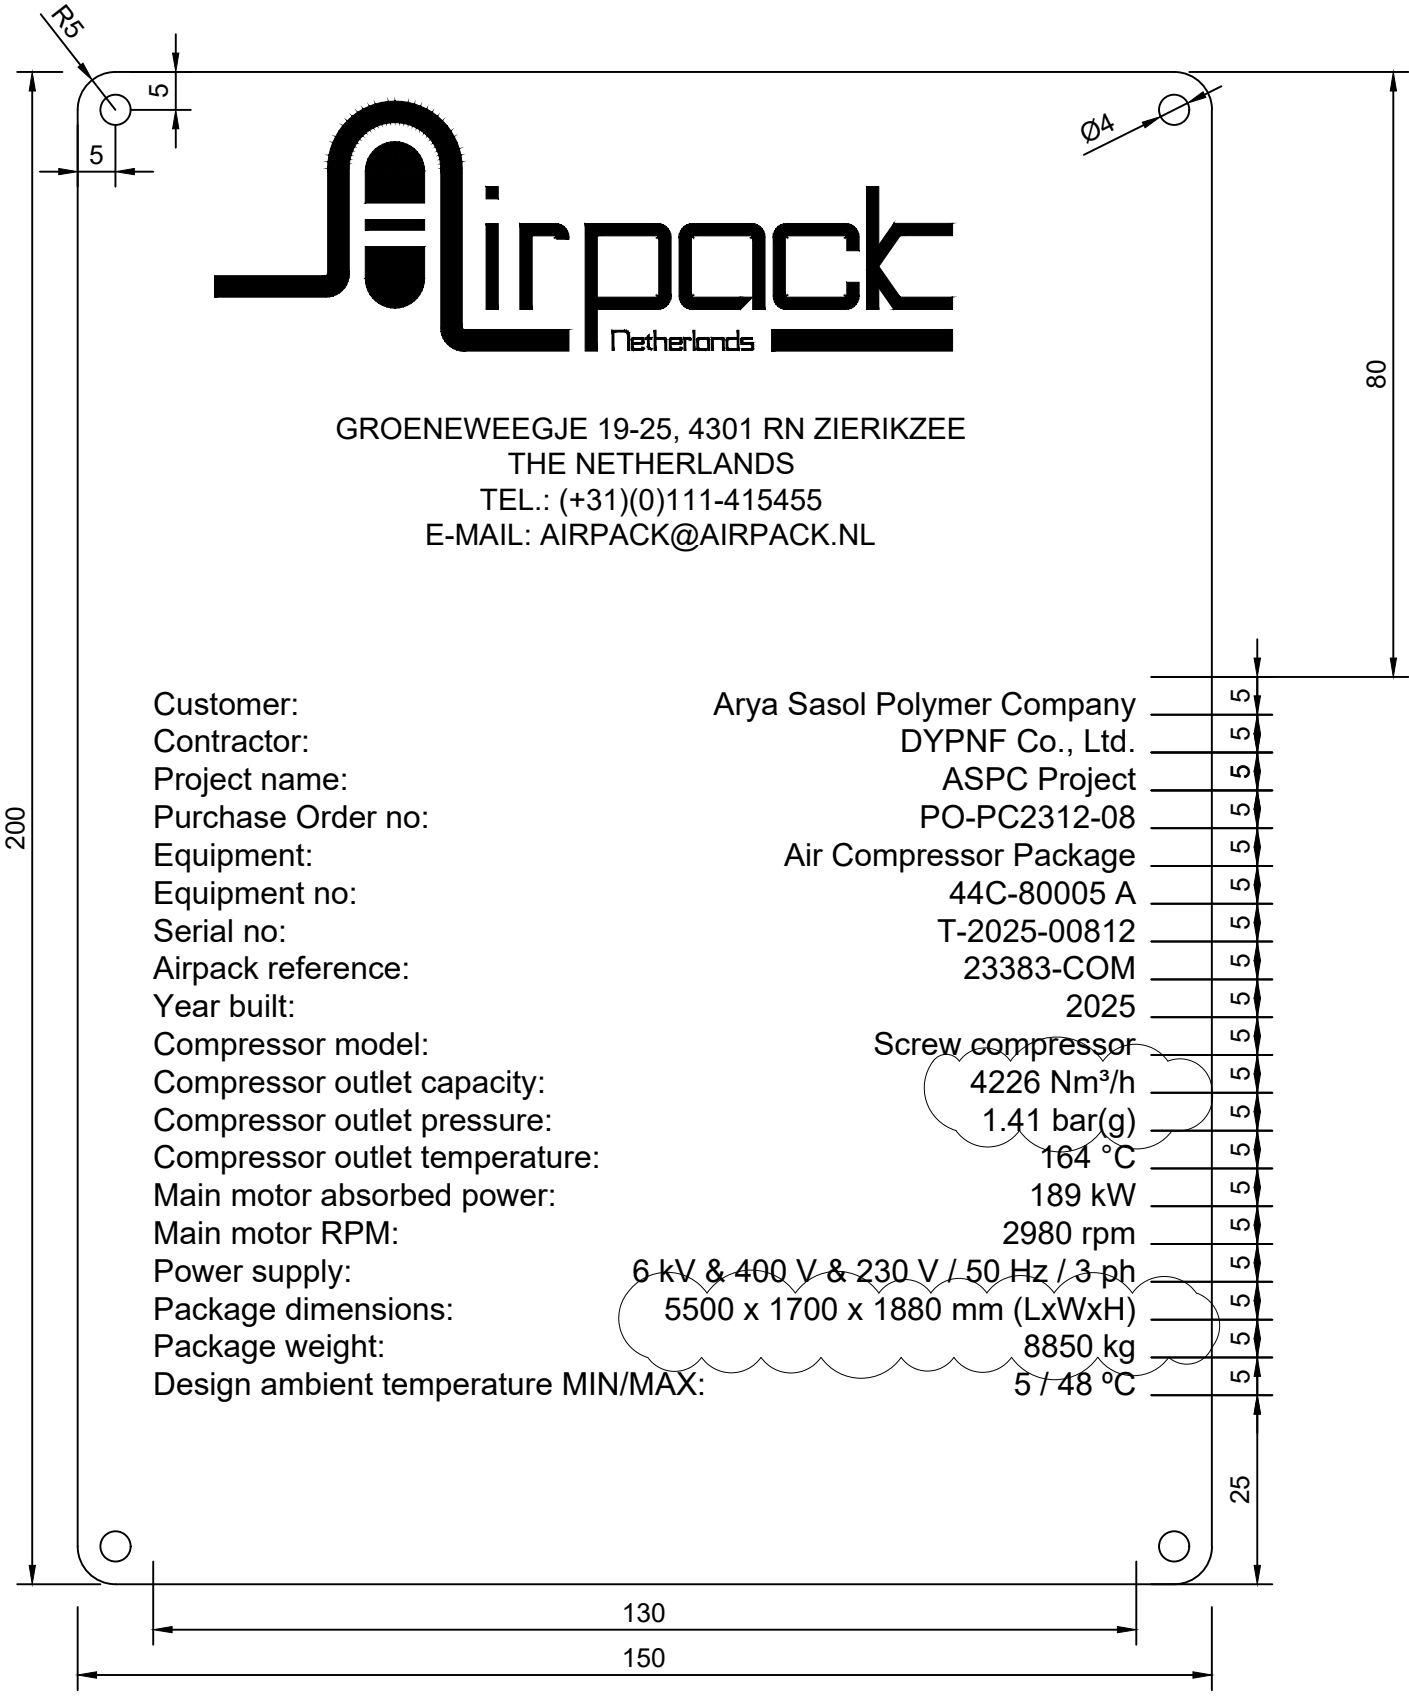 R5
5
5
Ø4
Airpack
Netherlands
GROENEWEEGJE 19-25, 4301 RN ZIERIKZEE
THE NETHERLANDS
TEL.: (+31)(0)111-415455
E-MAIL: AIRPACK@AIRPACK.NL
80
200
Customer: Arya Sasol Polymer Company 5
Contractor: DYPNF Co., Ltd. 5
Project name: ASPC Project 5
Purchase Order no: PO-PC2312-08 5
Equipment: Air Compressor Package 5
Equipment no: 44C-80005 A 5
Serial no: T-2025-00812 5
Airpack reference: 23383-COM 5
Year built: 2025 5
Compressor model: Screw compressor 5
Compressor outlet capacity: 4226 Nm³/h 5
Compressor outlet pressure: 1.41 bar(g) 5
Compressor outlet temperature: 164 °C 5
Main motor absorbed power: 189 kW 5
Main motor RPM: 2980 rpm 5
Power supply: 6 kV & 400 V & 230 V / 50 Hz / 3 ph 5
Package dimensions: 5500 x 1700 x 1880 mm (LxWxH) 5
Package weight: 8850 kg 5
Design ambient temperature MIN/MAX: 5 / 48 ºC 5
25
130
150